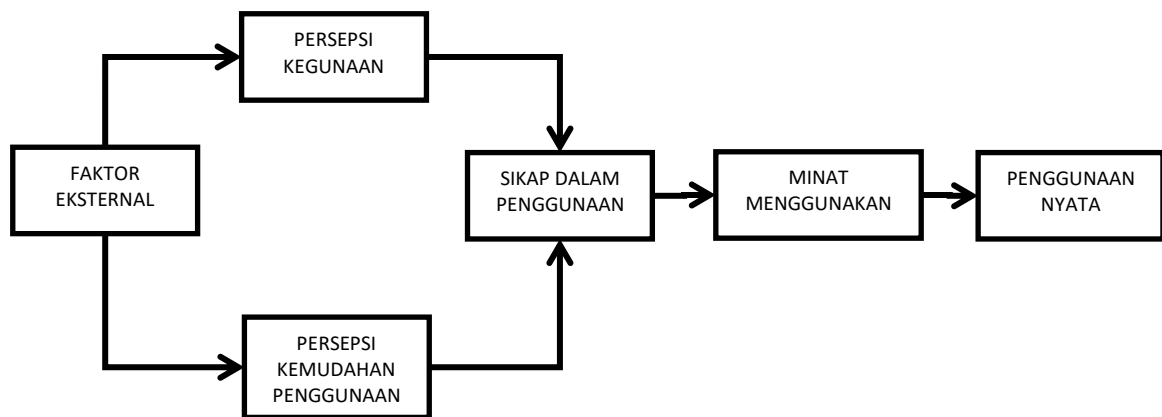 PERSEPSI
KEGUNAAN
FAKTOR
EKSTERNAL
SIKAP DALAM
PENGGUNAAN
MINAT
MENGGUNAKAN
PENGGUNAAN
NYATA
PERSEPSI
KEMUDAHAN
PENGGUNAAN